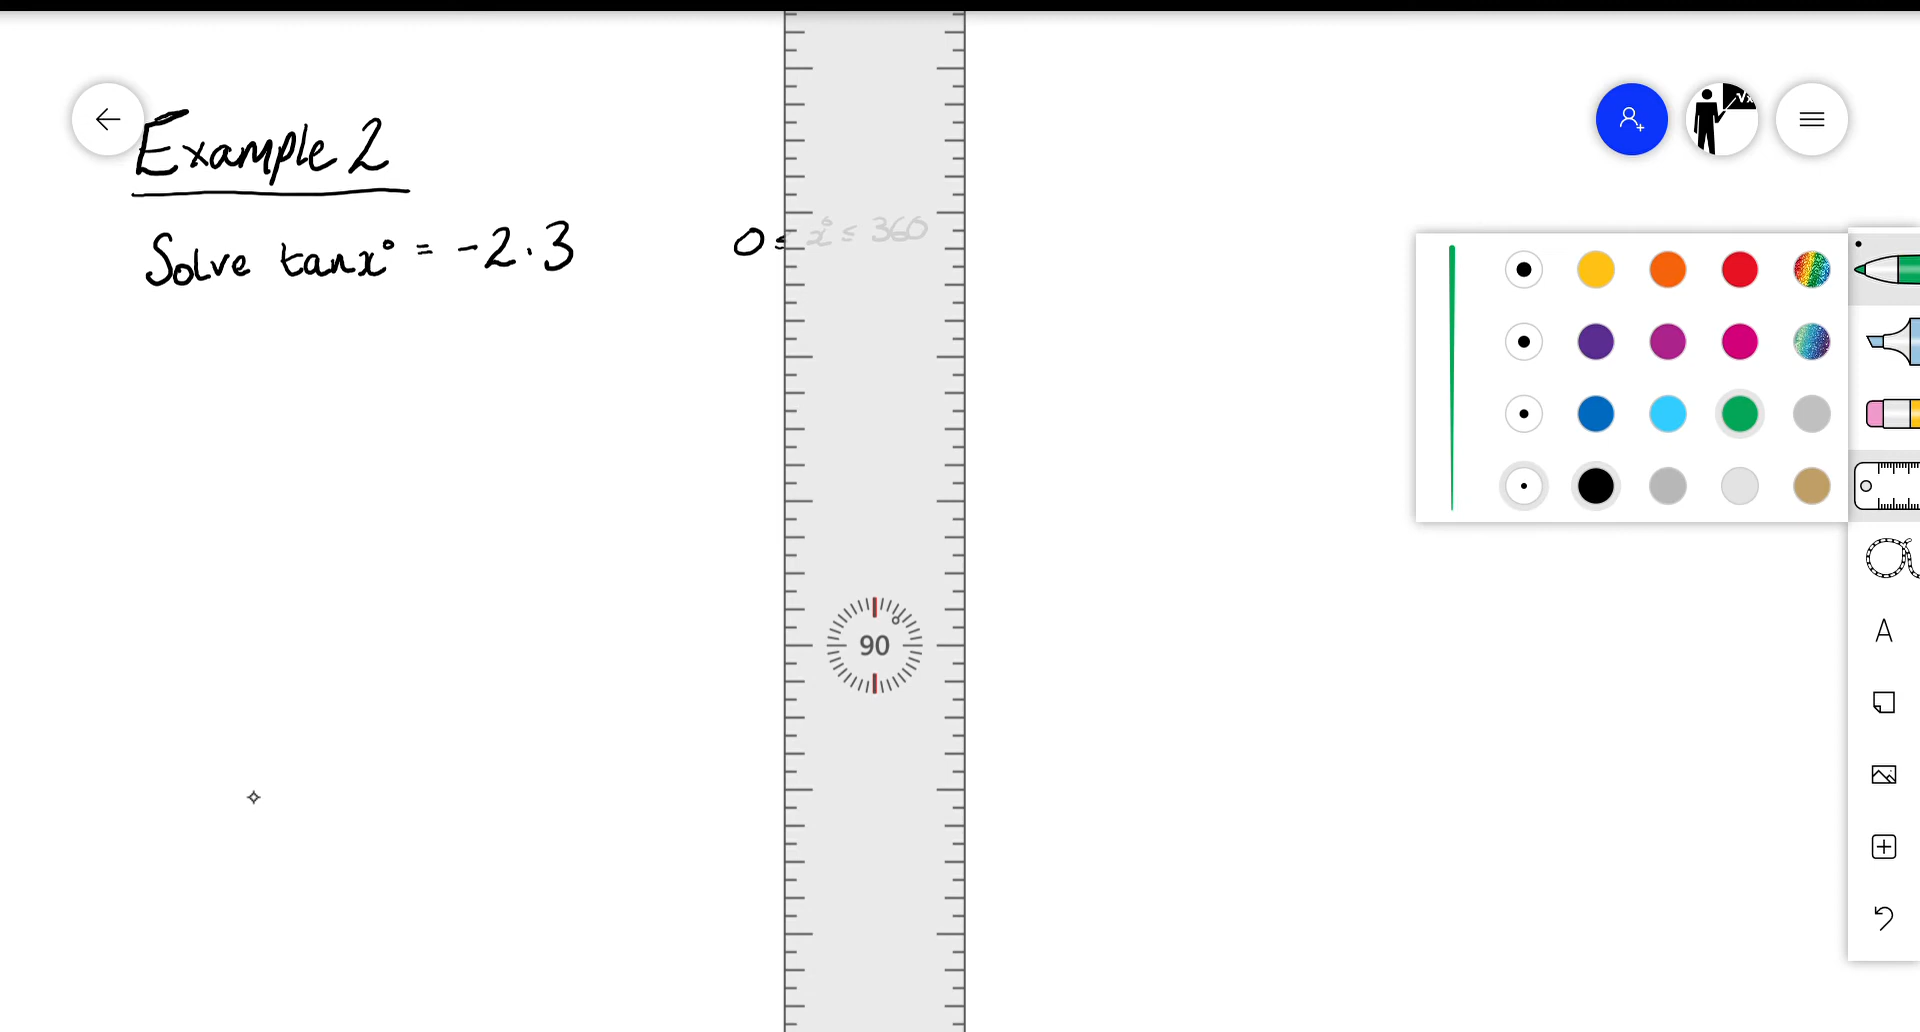 Example 2
Solve tanx° = -2.3 0 ≤ x° ≤ 360
√x
90°
A